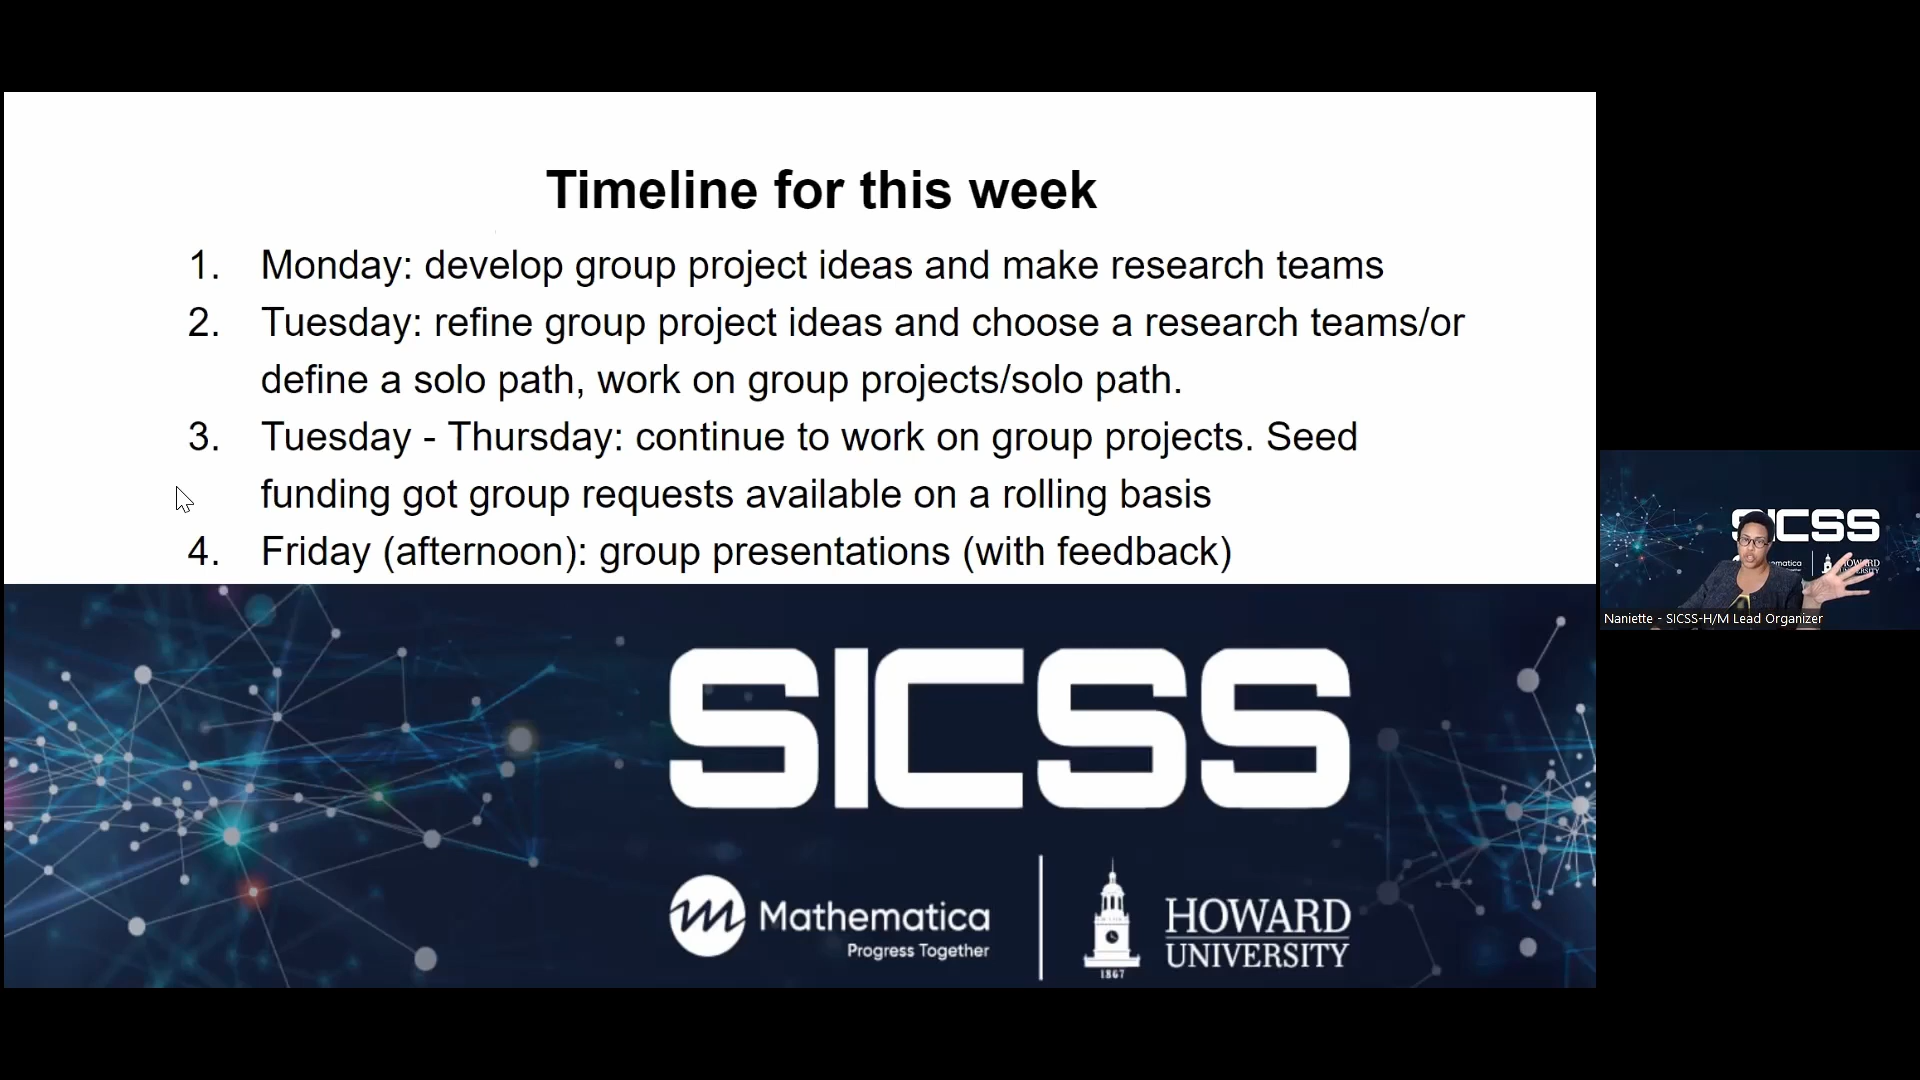 Timeline for this week
1. Monday: develop group project ideas and make research teams
2. Tuesday: refine group project ideas and choose a research teams/or
define a solo path, work on group projects/solo path.
3. Tuesday - Thursday: continue to work on group projects. Seed
funding got group requests available on a rolling basis
4. Friday (afternoon): group presentations (with feedback)
SICSS
Mathematica
Progress Together
1867
HOWARD
UNIVERSITY
SICSS
Naniette - SICSS-H/M Lead Organizer